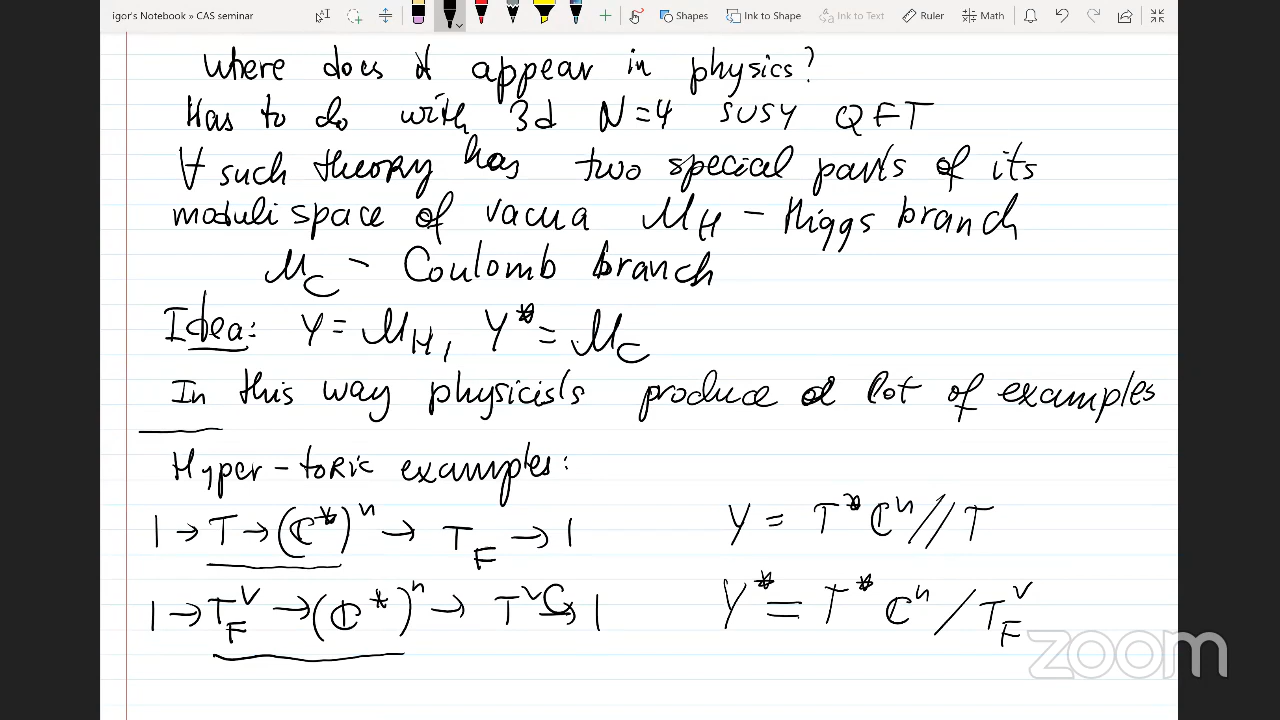 igor's Notebook » CAS seminar
Shapes Ink to Shape Ink to Text Ruler Math
Where does it appear in physics?
Has to do with 3d N=4 SUSY QFT
∀ such theory has two special parts of its
moduli space of vacua M_H – Higgs branch
M_C – Coulomb branch
Idea: Y = M_H, Y* = M_C
In this way physicists produce a lot of examples
Hyper-toric examples:
1 → T → (ℂ*)^n → T_F → 1 Y = T*ℂ^n // T
1 → T_F^∨ → (ℂ*)^n → T^∨ → 1 Y* = T*ℂ^n / T_F^∨
zoom